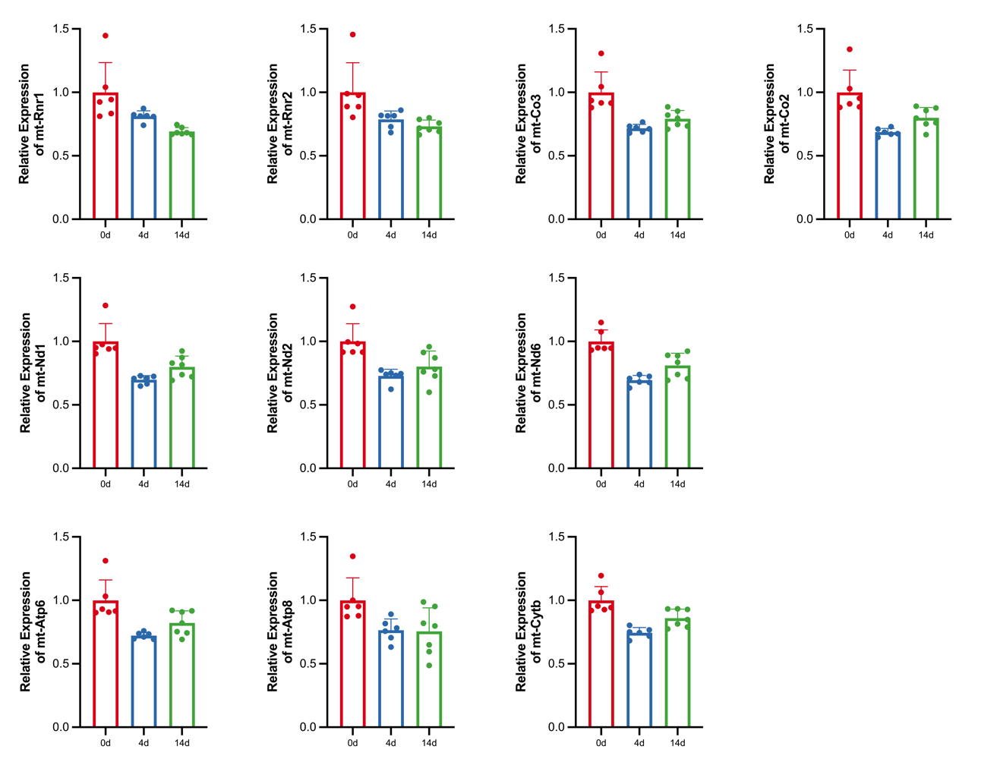 Relative Expression
of mt-Rnr1
1.5
1.0
0.5
0.0
0d 4d 14d
Relative Expression
of mt-Rnr2
1.5
1.0
0.5
0.0
0d 4d 14d
Relative Expression
of mt-Co3
1.5
1.0
0.5
0.0
0d 4d 14d
Relative Expression
of mt-Co2
1.5
1.0
0.5
0.0
0d 4d 14d
Relative Expression
of mt-Nd1
1.5
1.0
0.5
0.0
0d 4d 14d
Relative Expression
of mt-Nd2
1.5
1.0
0.5
0.0
0d 4d 14d
Relative Expression
of mt-Nd6
1.5
1.0
0.5
0.0
0d 4d 14d
Relative Expression
of mt-Atp6
1.5
1.0
0.5
0.0
0d 4d 14d
Relative Expression
of mt-Atp8
1.5
1.0
0.5
0.0
0d 4d 14d
Relative Expression
of mt-Cytb
1.5
1.0
0.5
0.0
0d 4d 14d